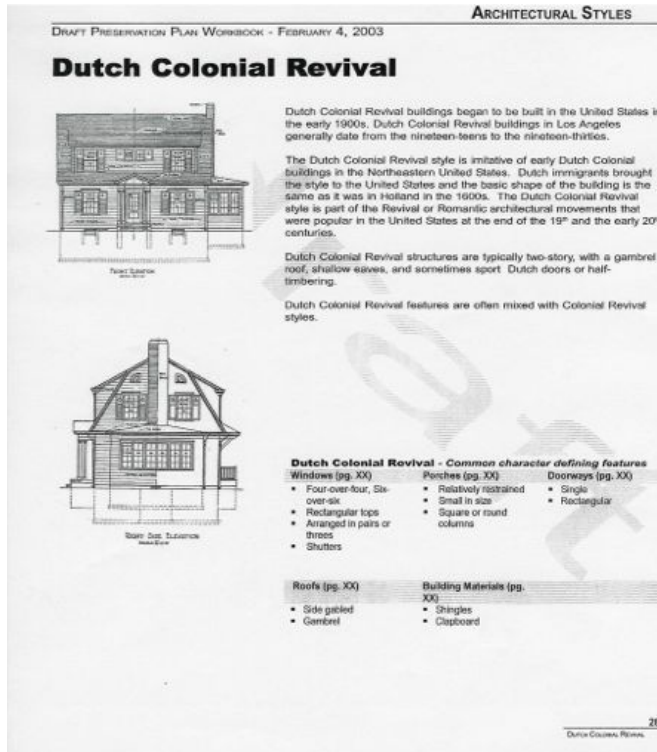 ARCHITECTURAL STYLES
DRAFT PRESERVATION PLAN WORKBOOK - FEBRUARY 4, 2003
Dutch Colonial Revival
Dutch Colonial Revival buildings began to be built in the United States
the early 1900s. Dutch Colonial Revival buildings in Los Angeles
generally date from the nineteen-teens to the nineteen-thirties.
The Dutch Colonial Revival style is imitative of early Dutch Colonial
buildings in the Northeastern United States. Dutch immigrants brought
the style to the United States and the basic shape of the building is the
same as it was in Holland in the 1600s. The Dutch Colonial Revival
style is part of the Revival or Romantic architectural movements that
were popular in the United States at the end of the 19th and the early 20
centuries.
Dutch Colonial Revival structures are typically two-story, with a gambrel
roof, shallow eaves, and sometimes sport Dutch doors or half-
timbering.
Dutch Colonial Revival features are often mixed with Colonial Revival
styles.
FRONT ELEVATION
RIGHT SIDE ELEVATION
Draft
Dutch Colonial Revival - Common character defining features
Windows (pg. XX)
▪ Four-over-four, Six-
over-six
▪ Rectangular tops
▪ Arranged in pairs or
threes
▪ Shutters
Porches (pg. XX)
▪ Relatively restrained
▪ Small in size
▪ Square or round
columns
Doorways (pg. XX)
▪ Single
▪ Rectangular
Roofs (pg. XX)
▪ Side gabled
▪ Gambrel
Building Materials (pg.
XX)
▪ Shingles
▪ Clapboard
DUTCH COLONIAL REVIVAL